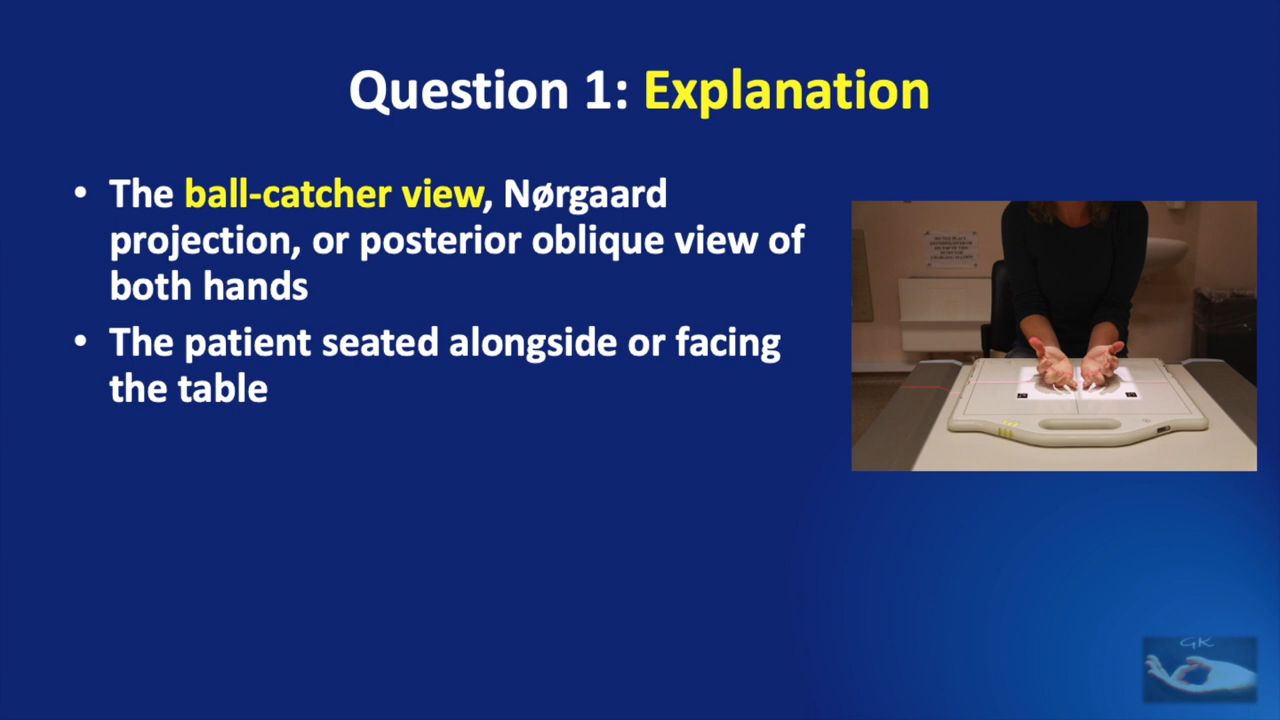 Question 1: Explanation
• The ball-catcher view, Nørgaard
projection, or posterior oblique view of
both hands
• The patient seated alongside or facing
the table
GK